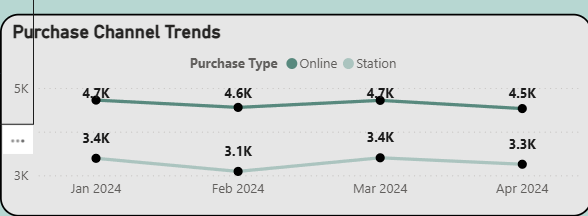 Purchase Channel Trends
Purchase Type Online Station
5K
4.7K 4.6K 4.7K 4.5K
3.4K 3.1K 3.4K 3.3K
3K
Jan 2024 Feb 2024 Mar 2024 Apr 2024